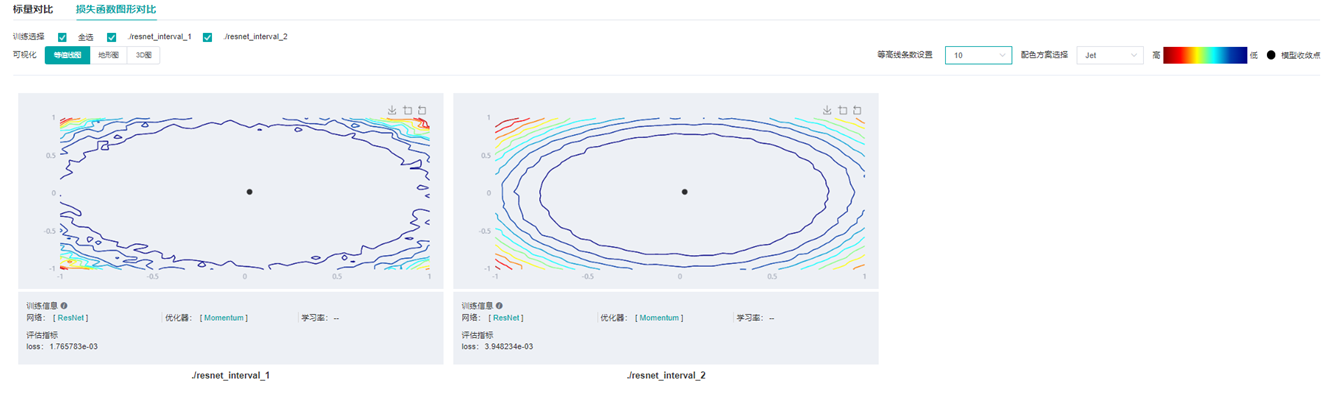 标量对比 损失函数图形对比
训练选择 全选 ./resnet_interval_1 ./resnet_interval_2
可视化 等值线图 地形图 3D图 等高线条数设置 10 配色方案选择 Jet 高 低 模型收敛点
1
0.5
0
-0.5
-1
-1 -0.5 0 0.5 1
1
0.5
0
-0.5
-1
-1 -0.5 0 0.5 1
训练信息
网络： [ ResNet ] 优化器： [ Momentum ] 学习率： --
评估指标
loss： 1.765783e-03
./resnet_interval_1
训练信息
网络： [ ResNet ] 优化器： [ Momentum ] 学习率： --
评估指标
loss： 3.948234e-03
./resnet_interval_2